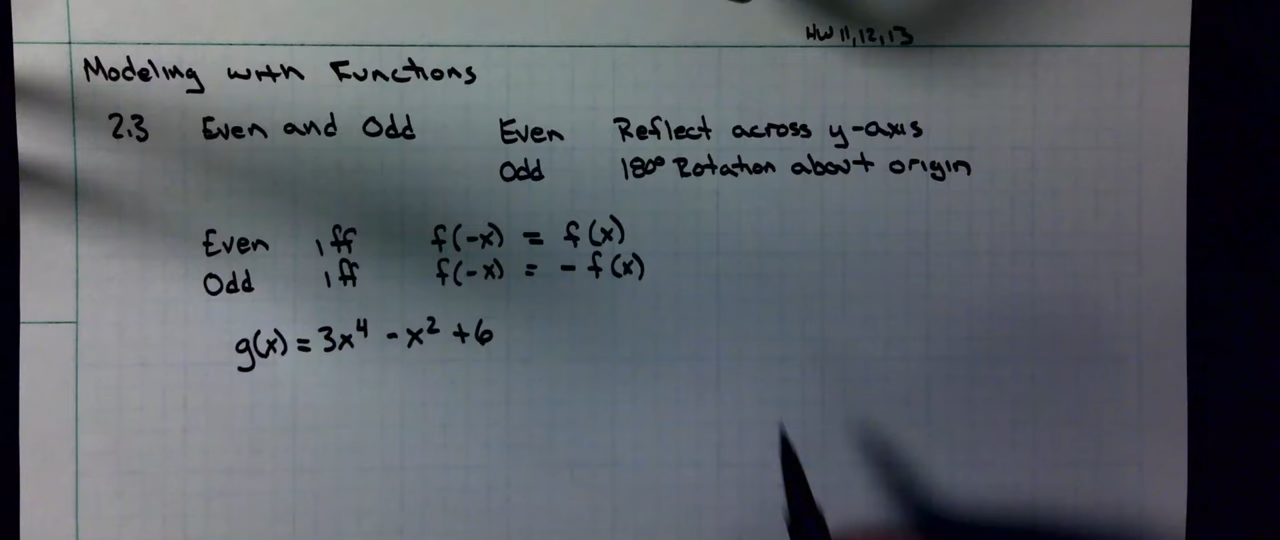 HW 11, 12, 13
Modeling with Functions
2.3 Even and Odd Even Reflect across y-axis
Odd 180° Rotation about origin
Even iff f(-x) = f(x)
Odd iff f(-x) = - f(x)
g(x) = 3x⁴ - x² + 6